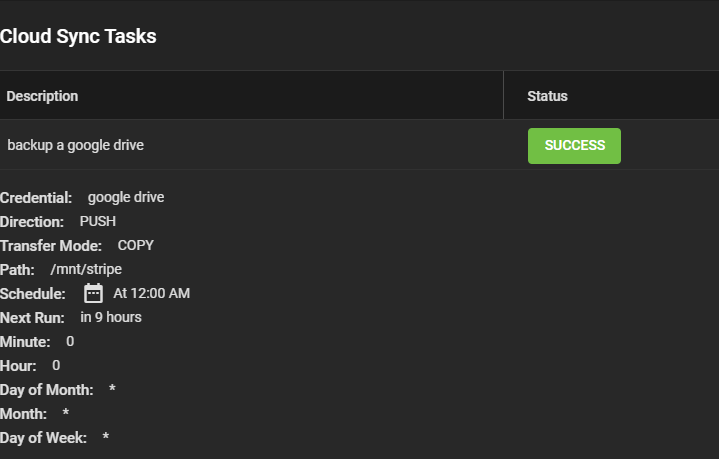 Cloud Sync Tasks
Description Status
backup a google drive SUCCESS
Credential: google drive
Direction: PUSH
Transfer Mode: COPY
Path: /mnt/stripe
Schedule: At 12:00 AM
Next Run: in 9 hours
Minute: 0
Hour: 0
Day of Month: *
Month: *
Day of Week: *